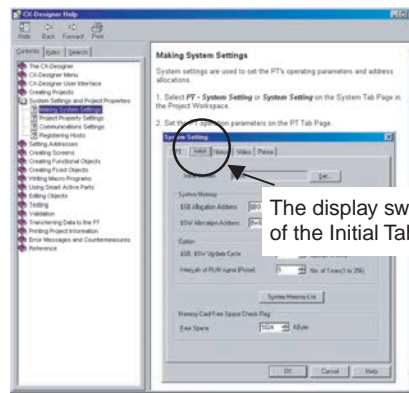 CX-Designer Help
Hide Back Forward Print
Contents Index Search
The CX-Designer
CX-Designer Menu
CX-Designer User Interface
Creating Projects
System Settings and Project Properties
Making System Settings
Project Property Settings
Communications Settings
Registering Hosts
Setting Addresses
Creating Screens
Creating Functional Objects
Creating Fixed Objects
Writing Macro Programs
Using Smart Active Parts
Editing Objects
Testing
Validation
Transferring Data to the PT
Printing Project Information
Error Messages and Countermeasures
Reference
Making System Settings
System settings are used to set the PT's operating parameters and address
allocations.
1. Select PT - System Setting or System Setting on the System Tab Page in
the Project Workspace.
2. Set the PT operation parameters on the PT Tab Page.
System Setting
PT Initial History Video Printer
Set...
The display sw
of the Initial Tal
System Memory
$SB Allocation Address
$SW Allocation Address
Option
$SB, $SW Update Cycle
Intervals of RUN signal (Pulse) 5 No. of Times(1 to 256)
System Memory List
Memory Card Free Space Check Flag
Free Space 1024 KByte
OK Cancel Help